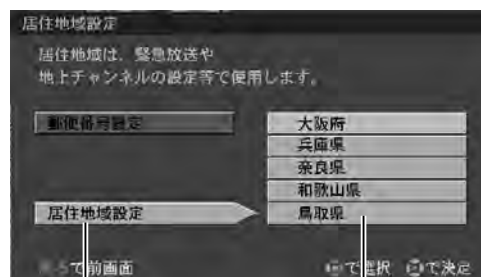 居住地域設定
居住地域は、緊急放送や
地上チャンネルの設定等で使用します。
郵便番号設定
大阪府
兵庫県
奈良県
和歌山県
居住地域設定
鳥取県
で前画面
で選択
で決定